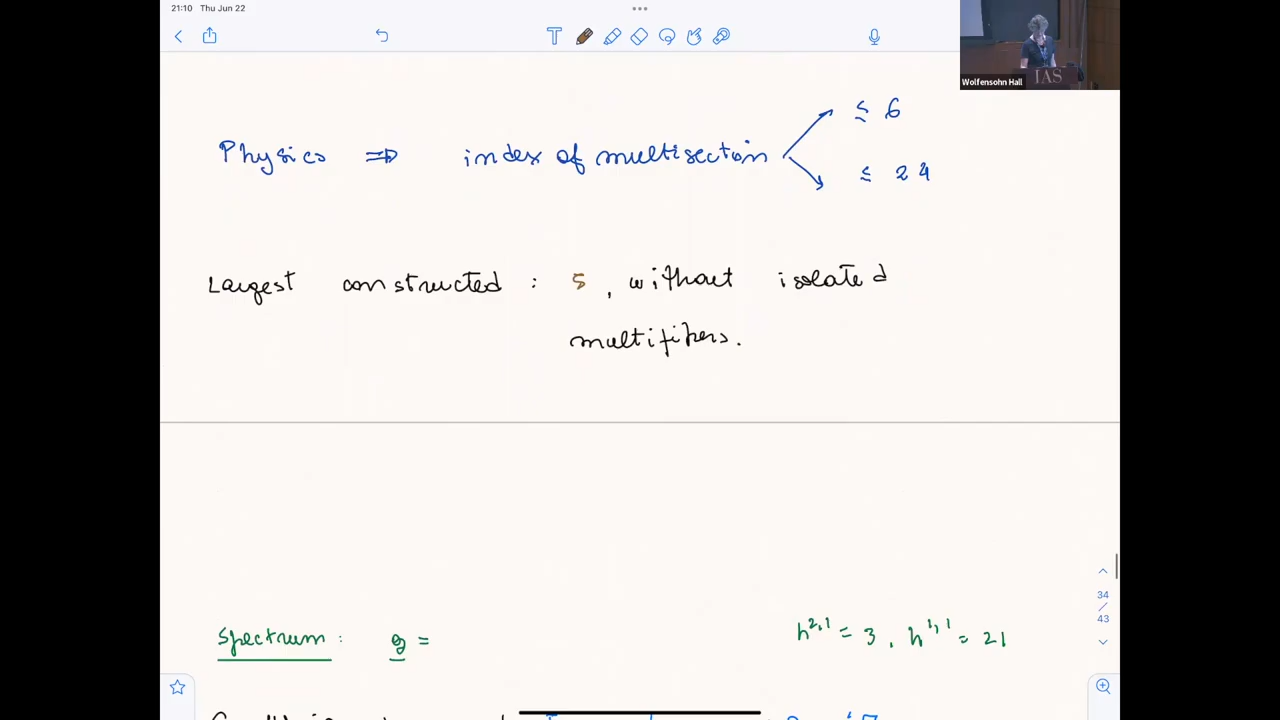 21:10 Thu Jun 22
Wolfensohn Hall
IAS
Physics ⇒ index of multisection ≤ 6
≤ 24
Largest constructed : 5 , without isolated
multifibers.
34
/
43
Spectrum : g =
h^{2,1} = 3 , h^{1,1} = 21